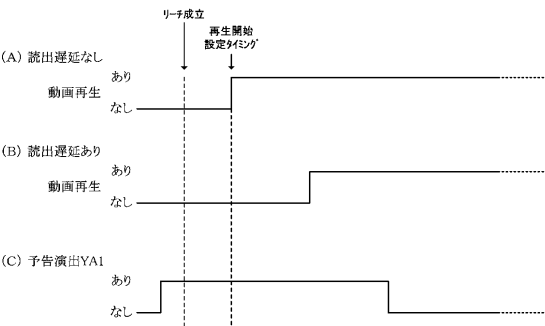 リーチ成立
再生開始
設定ﾀｲﾐﾝｸﾞ
(A) 読出遅延なし
あり
動画再生
なし
(B) 読出遅延あり
あり
動画再生
なし
(C) 予告演出YA1
あり
なし